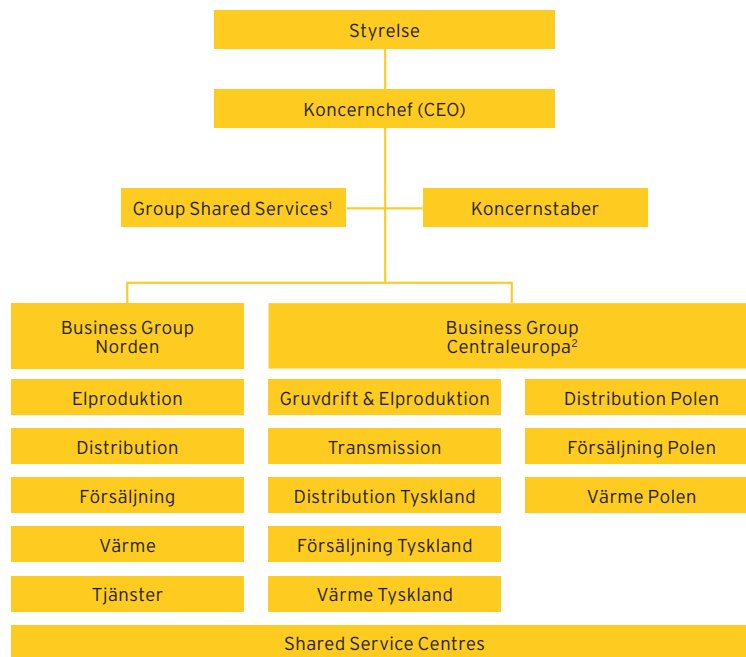 Styrelse
Koncernchef (CEO)
Group Shared Services¹
Koncernstaber
Business Group
Norden
Business Group
Centraleuropa²
Elproduktion
Gruvdrift & Elproduktion
Distribution Polen
Distribution
Transmission
Försäljning Polen
Försäljning
Distribution Tyskland
Värme Polen
Värme
Försäljning Tyskland
Tjänster
Värme Tyskland
Shared Service Centres